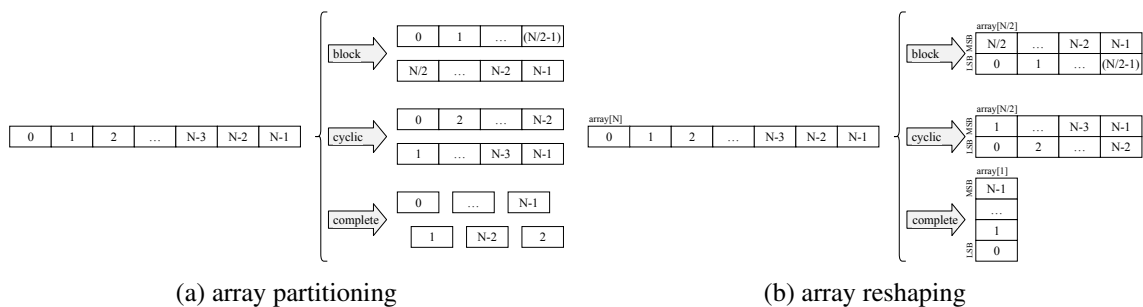 0 1 2 … N-3 N-2 N-1
block
0 1 … (N/2-1)
N/2 … N-2 N-1
cyclic
0 2 … N-2
1 … N-3 N-1
complete
0 … N-1
1 N-2 2
(a) array partitioning
array[N]
0 1 2 … N-3 N-2 N-1
block
array[N/2]
MSB N/2 … N-2 N-1
LSB 0 1 … (N/2-1)
cyclic
array[N/2]
MSB 1 … N-3 N-1
LSB 0 2 … N-2
complete
array[1]
MSB N-1
…
1
LSB 0
(b) array reshaping